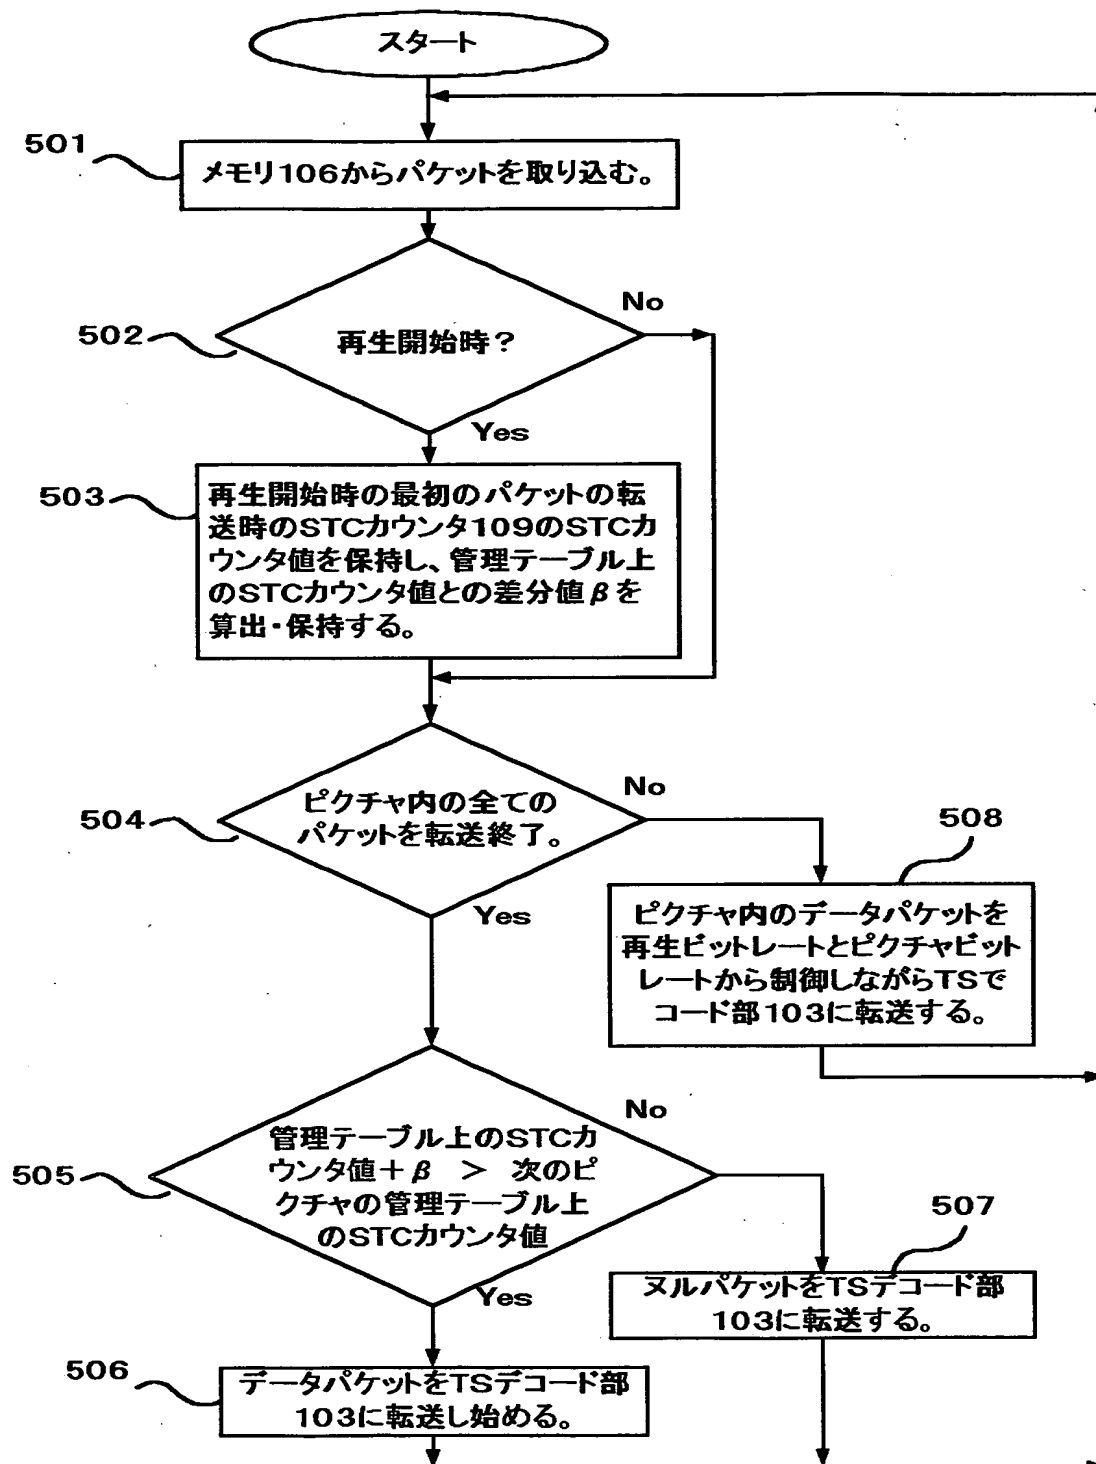 スタート
501
メモリ106からパケットを取り込む。
No
502
再生開始時？
Yes
503
再生開始時の最初のパケットの転
送時のSTCカウンタ109のSTCカ
ウンタ値を保持し、管理テーブル上
のSTCカウンタ値との差分値βを
算出・保持する。
No
504
ピクチャ内の全ての
パケットを転送終了。
508
Yes
ピクチャ内のデータパケットを
再生ビットレートとピクチャビット
レートから制御しながらTSで
コード部103に転送する。
No
505
管理テーブル上のSTCカ
ウンタ値＋β ＞ 次のピ
クチャの管理テーブル上
のSTCカウンタ値
507
Yes
ヌルパケットをTSデコード部
103に転送する。
506
データパケットをTSデコード部
103に転送し始める。